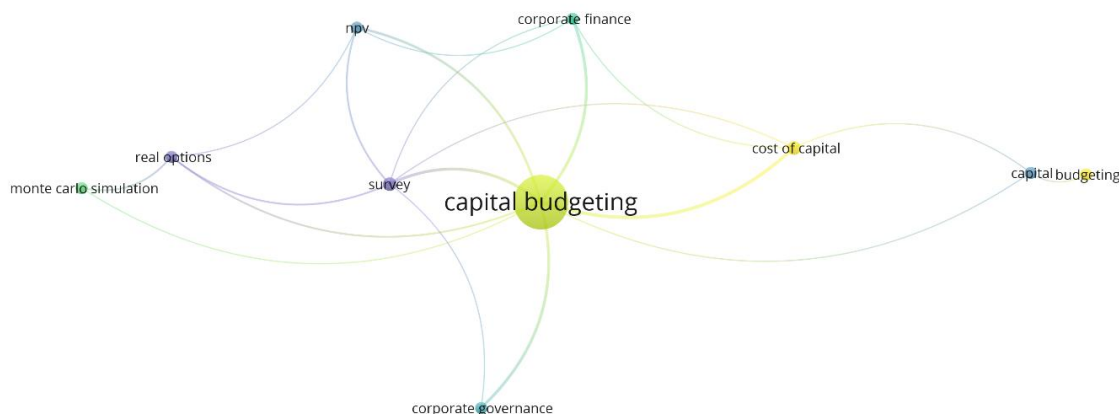 corporate finance
npv
cost of capital
real options
capital budgeting
monte carlo simulation
survey
capital budgeting
corporate governance